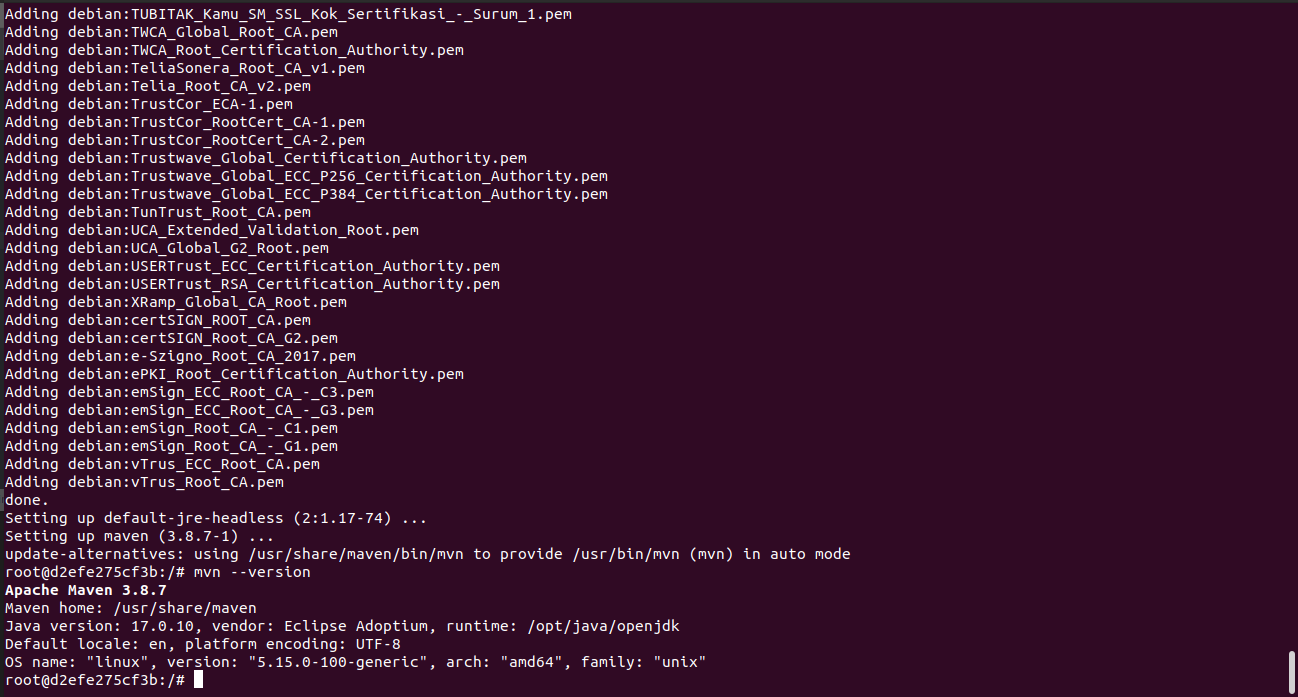 Adding debian:TUBITAK_Kamu_SM_SSL_Kok_Sertifikasi_-_Surum_1.pem
Adding debian:TWCA_Global_Root_CA.pem
Adding debian:TWCA_Root_Certification_Authority.pem
Adding debian:TeliaSonera_Root_CA_v1.pem
Adding debian:Telia_Root_CA_v2.pem
Adding debian:TrustCor_ECA-1.pem
Adding debian:TrustCor_RootCert_CA-1.pem
Adding debian:TrustCor_RootCert_CA-2.pem
Adding debian:Trustwave_Global_Certification_Authority.pem
Adding debian:Trustwave_Global_ECC_P256_Certification_Authority.pem
Adding debian:Trustwave_Global_ECC_P384_Certification_Authority.pem
Adding debian:TunTrust_Root_CA.pem
Adding debian:UCA_Extended_Validation_Root.pem
Adding debian:UCA_Global_G2_Root.pem
Adding debian:USERTrust_ECC_Certification_Authority.pem
Adding debian:USERTrust_RSA_Certification_Authority.pem
Adding debian:XRamp_Global_CA_Root.pem
Adding debian:certSIGN_ROOT_CA.pem
Adding debian:certSIGN_Root_CA_G2.pem
Adding debian:e-Szigno_Root_CA_2017.pem
Adding debian:ePKI_Root_Certification_Authority.pem
Adding debian:emSign_ECC_Root_CA_-_C3.pem
Adding debian:emSign_ECC_Root_CA_-_G3.pem
Adding debian:emSign_Root_CA_-_C1.pem
Adding debian:emSign_Root_CA_-_G1.pem
Adding debian:vTrus_ECC_Root_CA.pem
Adding debian:vTrus_Root_CA.pem
done.
Setting up default-jre-headless (2:1.17-74) ...
Setting up maven (3.8.7-1) ...
update-alternatives: using /usr/share/maven/bin/mvn to provide /usr/bin/mvn (mvn) in auto mode
root@d2efe275cf3b:/# mvn --version
Apache Maven 3.8.7
Maven home: /usr/share/maven
Java version: 17.0.10, vendor: Eclipse Adoptium, runtime: /opt/java/openjdk
Default locale: en, platform encoding: UTF-8
OS name: "linux", version: "5.15.0-100-generic", arch: "amd64", family: "unix"
root@d2efe275cf3b:/#